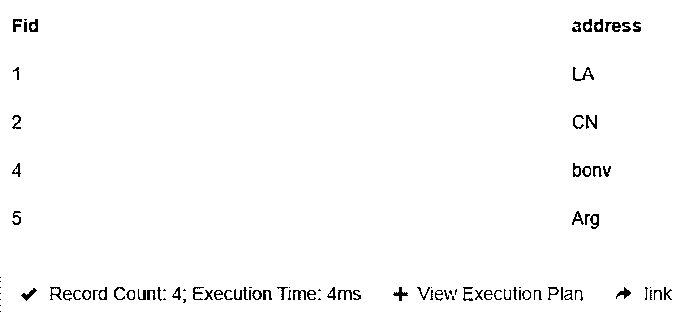 Fid address
1 LA
2 CN
4 bonv
5 Arg
Record Count: 4; Execution Time: 4ms View Execution Plan link